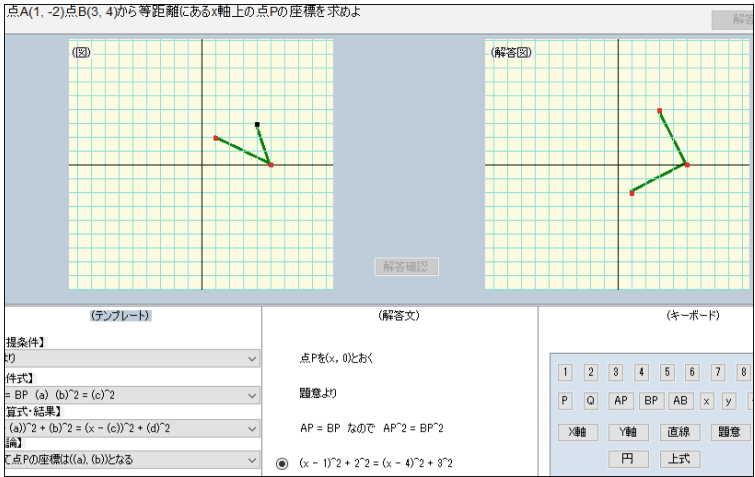 点A(1, -2)点B(3, 4)から等距離にあるx軸上の点Pの座標を求めよ
解答
(図)
(解答図)
解答確認
(テンプレート)
提条件】
より
件式】
= BP (a) (b)^2 = (c)^2
算式・結果】
(a))^2 + (b)^2 = (x - (c))^2 + (d)^2
論】
て点Pの座標は((a), (b))となる
(解答文)
点Pを(x, 0)とおく
題意より
AP = BP なので AP^2 = BP^2
(x - 1)^2 + 2^2 = (x - 4)^2 + 3^2
(キーボード)
1 2 3 4 5 6 7 8
P Q AP BP AB x y
X軸 Y軸 直線 題意
円 上式